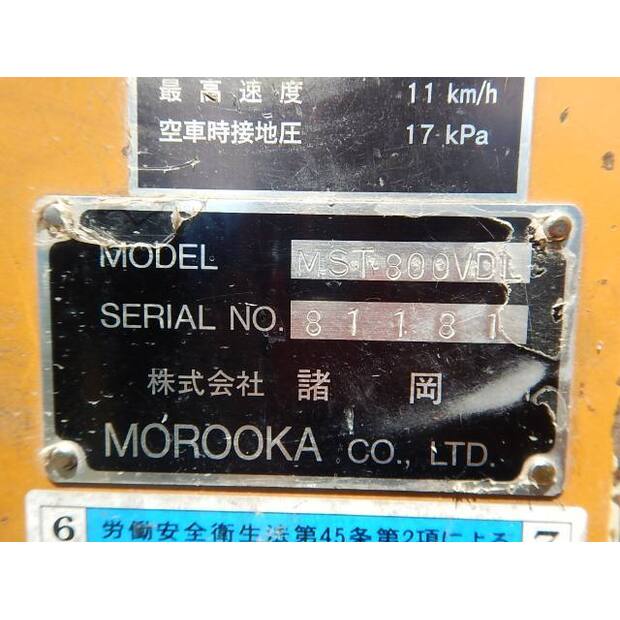 最高速度 11 km/h
空車時接地圧 17 kPa
MODEL MST-800VDL
SERIAL NO. 81181
株式会社 諸岡
MOROOKA CO., LTD.
6 労働安全衛生法第45条第2項による 7